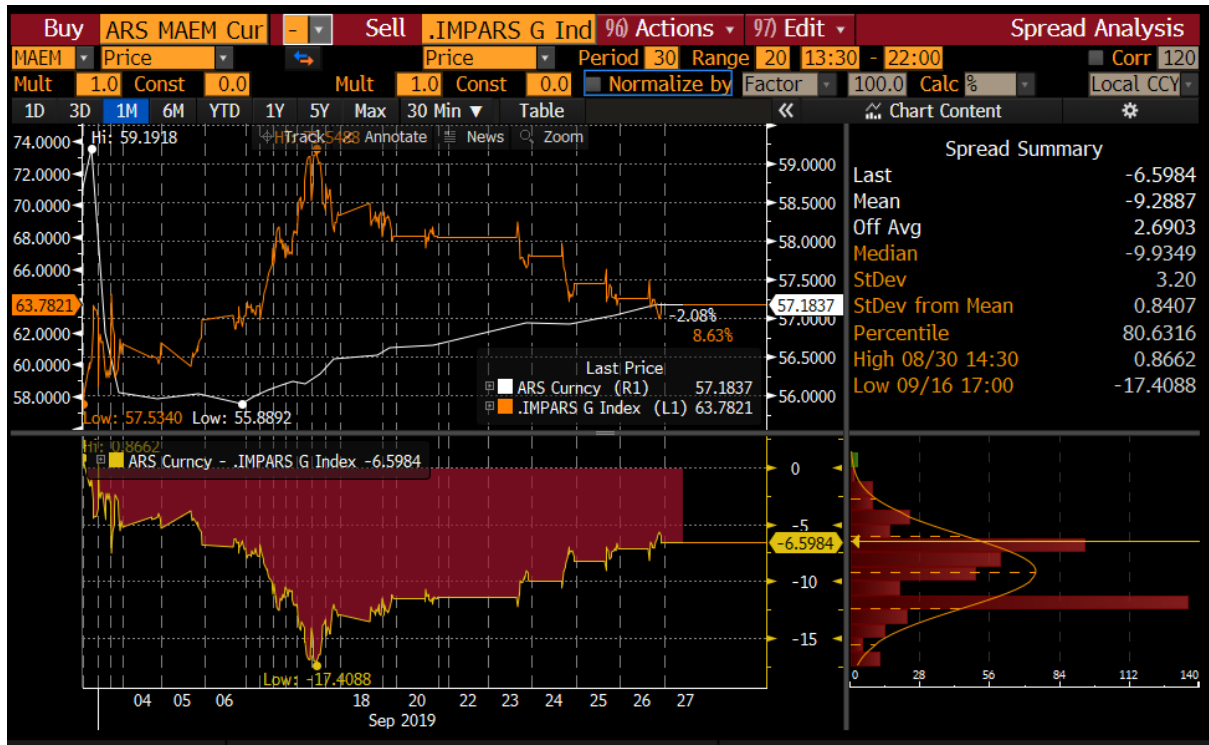 Buy ARS MAEM Cur - Sell .IMPARS G Ind 96) Actions 97) Edit Spread Analysis
MAEM Price Price Period 30 Range 20 13:30 - 22:00 Corr 120
Mult 1.0 Const 0.0 Mult 1.0 Const 0.0 Normalize by Factor 100.0 Calc % Local CCY
1D 3D 1M 6M YTD 1Y 5Y Max 30 Min ▼ Table « Chart Content
Track Annotate News Zoom
Hi: 59.1918
Spread Summary
Last -6.5984
Mean -9.2887
Off Avg 2.6903
Median -9.9349
StDev 3.20
StDev from Mean 0.8407
Percentile 80.6316
High 08/30 14:30 0.8662
Low 09/16 17:00 -17.4088
74.0000
72.0000
70.0000
68.0000
66.0000
63.7821
62.0000
60.0000
58.0000
59.0000
58.5000
58.0000
57.5000
57.1837
57.0000
56.5000
56.0000
-2.08%
8.63%
Last Price
ARS Curncy (R1) 57.1837
.IMPARS G Index (L1) 63.7821
Low: 57.5340 Low: 55.8892
Hi: 0.8662
ARS Curncy - .IMPARS G Index -6.5984
0
-5
-6.5984
-10
-15
Low: -17.4088
04 05 06 18 20 22 23 24 25 26 27
Sep 2019
0 28 56 84 112 140